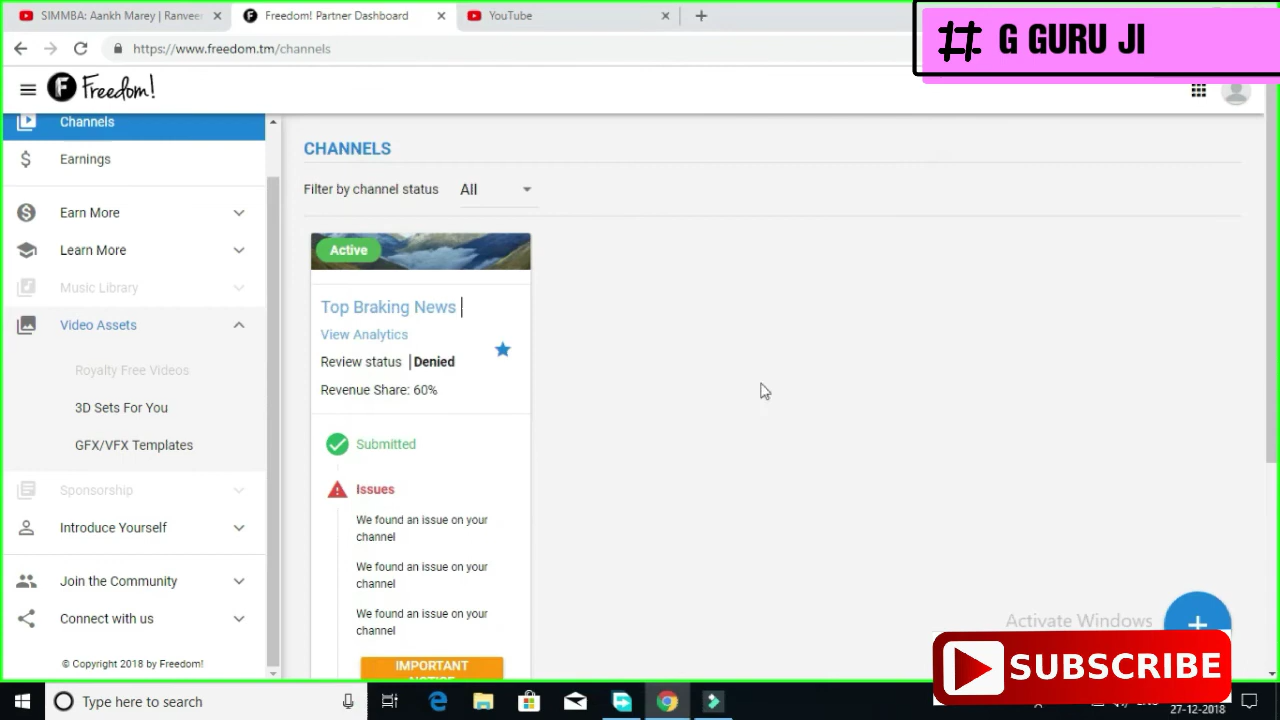 SIMMBA: Aankh Marey | Ranveer
Freedom! Partner Dashboard
YouTube
# G GURU JI
https://www.freedom.tm/channels
F Freedom!
Channels
Earnings
Earn More
Learn More
Music Library
Video Assets
Royalty Free Videos
3D Sets For You
GFX/VFX Templates
Sponsorship
Introduce Yourself
Join the Community
Connect with us
© Copyright 2018 by Freedom!
CHANNELS
Filter by channel status All
Active
Top Braking News
View Analytics
Review status Denied
Revenue Share: 60%
Submitted
Issues
We found an issue on your
channel
We found an issue on your
channel
We found an issue on your
channel
IMPORTANT
NOTICE
Activate Windows
SUBSCRIBE
Type here to search
27-12-2018